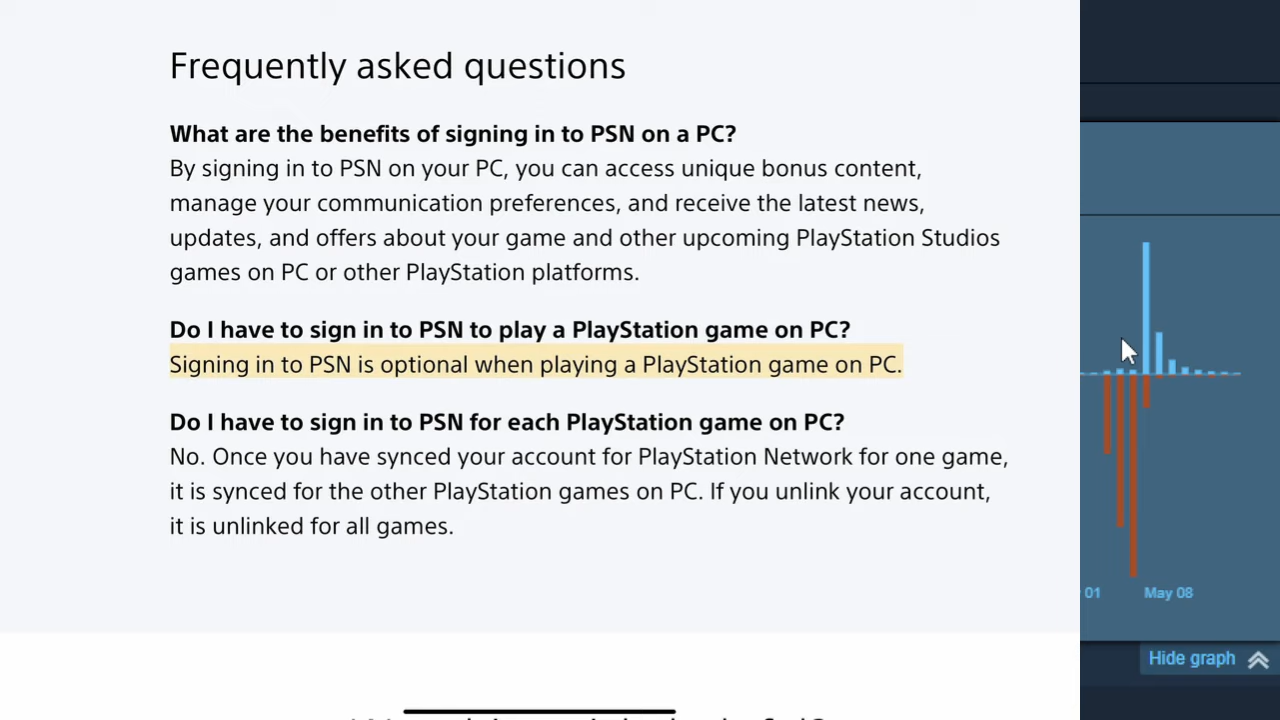 Frequently asked questions
What are the benefits of signing in to PSN on a PC?
By signing in to PSN on your PC, you can access unique bonus content,
manage your communication preferences, and receive the latest news,
updates, and offers about your game and other upcoming PlayStation Studios
games on PC or other PlayStation platforms.
Do I have to sign in to PSN to play a PlayStation game on PC?
Signing in to PSN is optional when playing a PlayStation game on PC.
Do I have to sign in to PSN for each PlayStation game on PC?
No. Once you have synced your account for PlayStation Network for one game,
it is synced for the other PlayStation games on PC. If you unlink your account,
it is unlinked for all games.
01
May 08
Hide graph